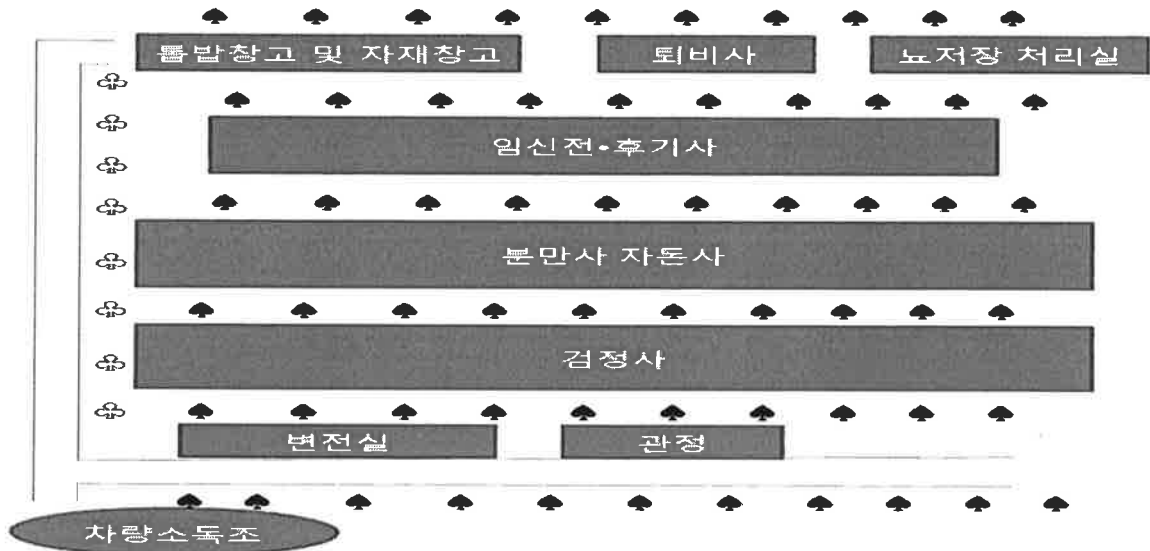 톱밥창고 및 자재창고
퇴비사
뇨저장 처리실
임신전•후기사
분만사 자돈사
검정사
변전실
관정
차량소독조